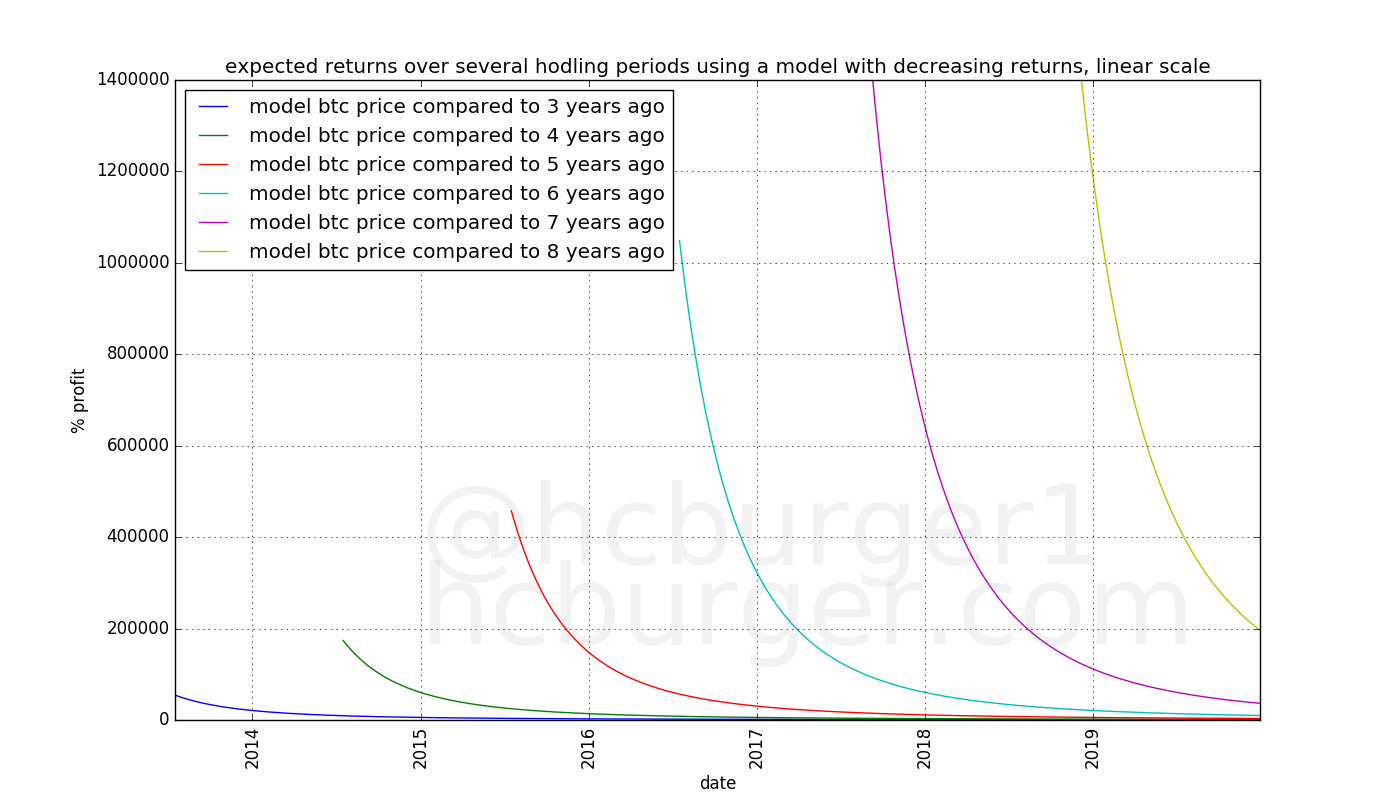 expected returns over several hodling periods using a model with decreasing returns, linear scale
1400000
1200000
1000000
800000
600000
400000
200000
0
% profit
model btc price compared to 3 years ago
model btc price compared to 4 years ago
model btc price compared to 5 years ago
model btc price compared to 6 years ago
model btc price compared to 7 years ago
model btc price compared to 8 years ago
@hcburger1
hcburger.com
2014
2015
2016
2017
2018
2019
date